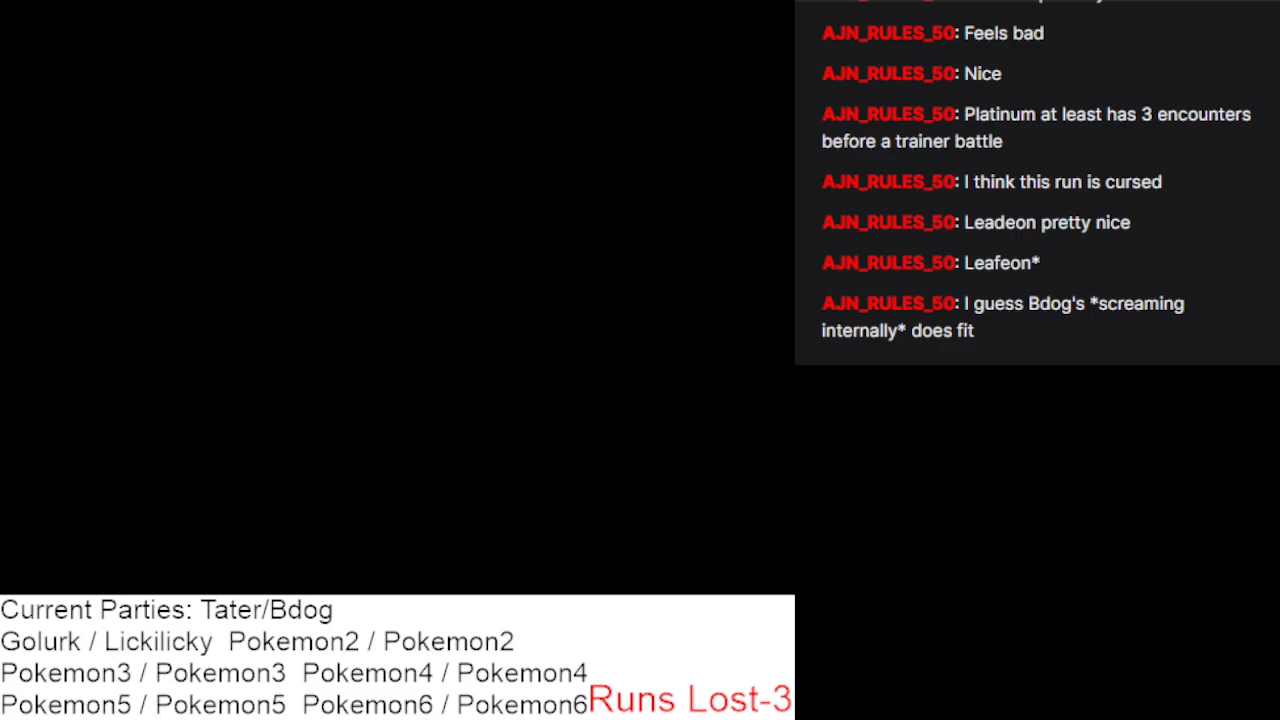 AJN_RULES_50: Feels bad
AJN_RULES_50: Nice
AJN_RULES_50: Platinum at least has 3 encounters
before a trainer battle
AJN_RULES_50: I think this run is cursed
AJN_RULES_50: Leadeon pretty nice
AJN_RULES_50: Leafeon*
AJN_RULES_50: I guess Bdog's *screaming
internally* does fit
Current Parties: Tater/Bdog
Golurk / Lickilicky  Pokemon2 / Pokemon2
Pokemon3 / Pokemon3  Pokemon4 / Pokemon4
Pokemon5 / Pokemon5  Pokemon6 / Pokemon6
Runs Lost-3